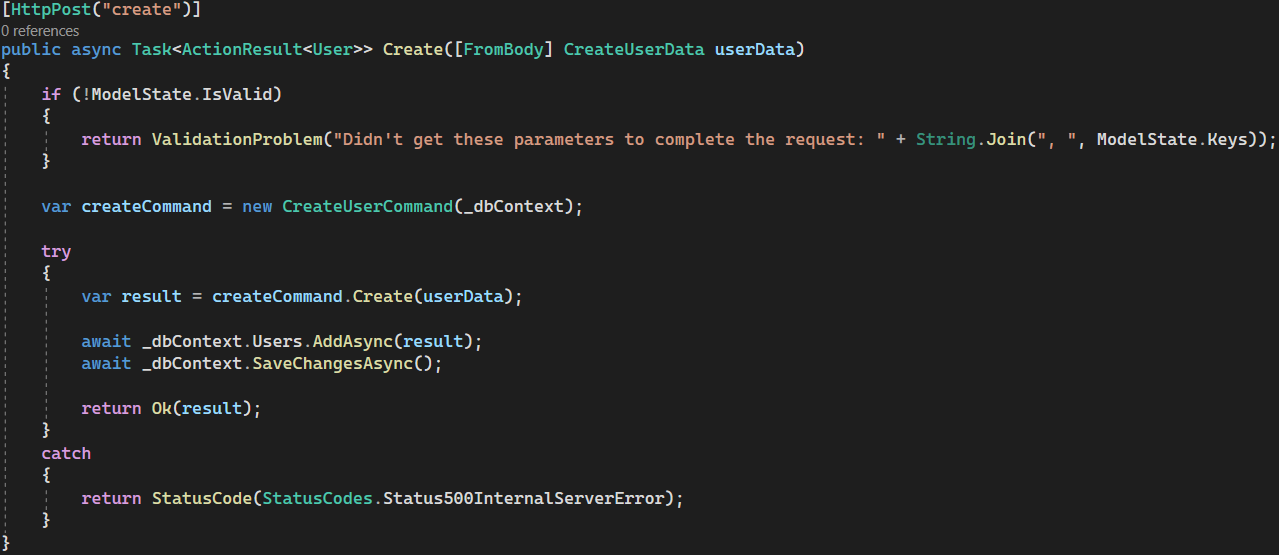 [HttpPost("create")]
0 references
public async Task<ActionResult<User>> Create([FromBody] CreateUserData userData)
{
    if (!ModelState.IsValid)
    {
        return ValidationProblem("Didn't get these parameters to complete the request: " + String.Join(", ", ModelState.Keys));
    }

    var createCommand = new CreateUserCommand(_dbContext);

    try
    {
        var result = createCommand.Create(userData);

        await _dbContext.Users.AddAsync(result);
        await _dbContext.SaveChangesAsync();

        return Ok(result);
    }
    catch
    {
        return StatusCode(StatusCodes.Status500InternalServerError);
    }
}